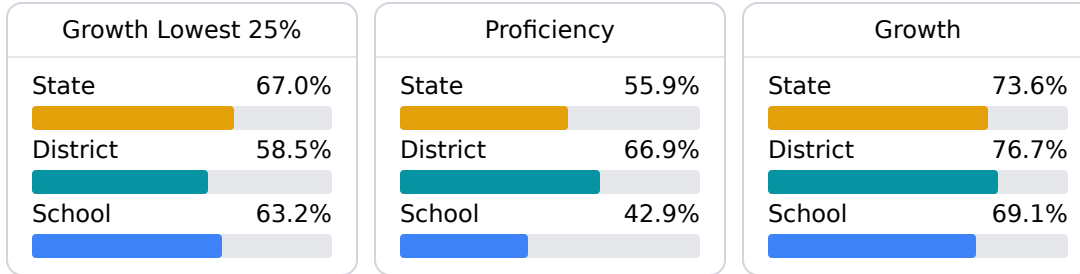 Growth Lowest 25%
State 67.0%
District 58.5%
School 63.2%
Proficiency
State 55.9%
District 66.9%
School 42.9%
Growth
State 73.6%
District 76.7%
School 69.1%